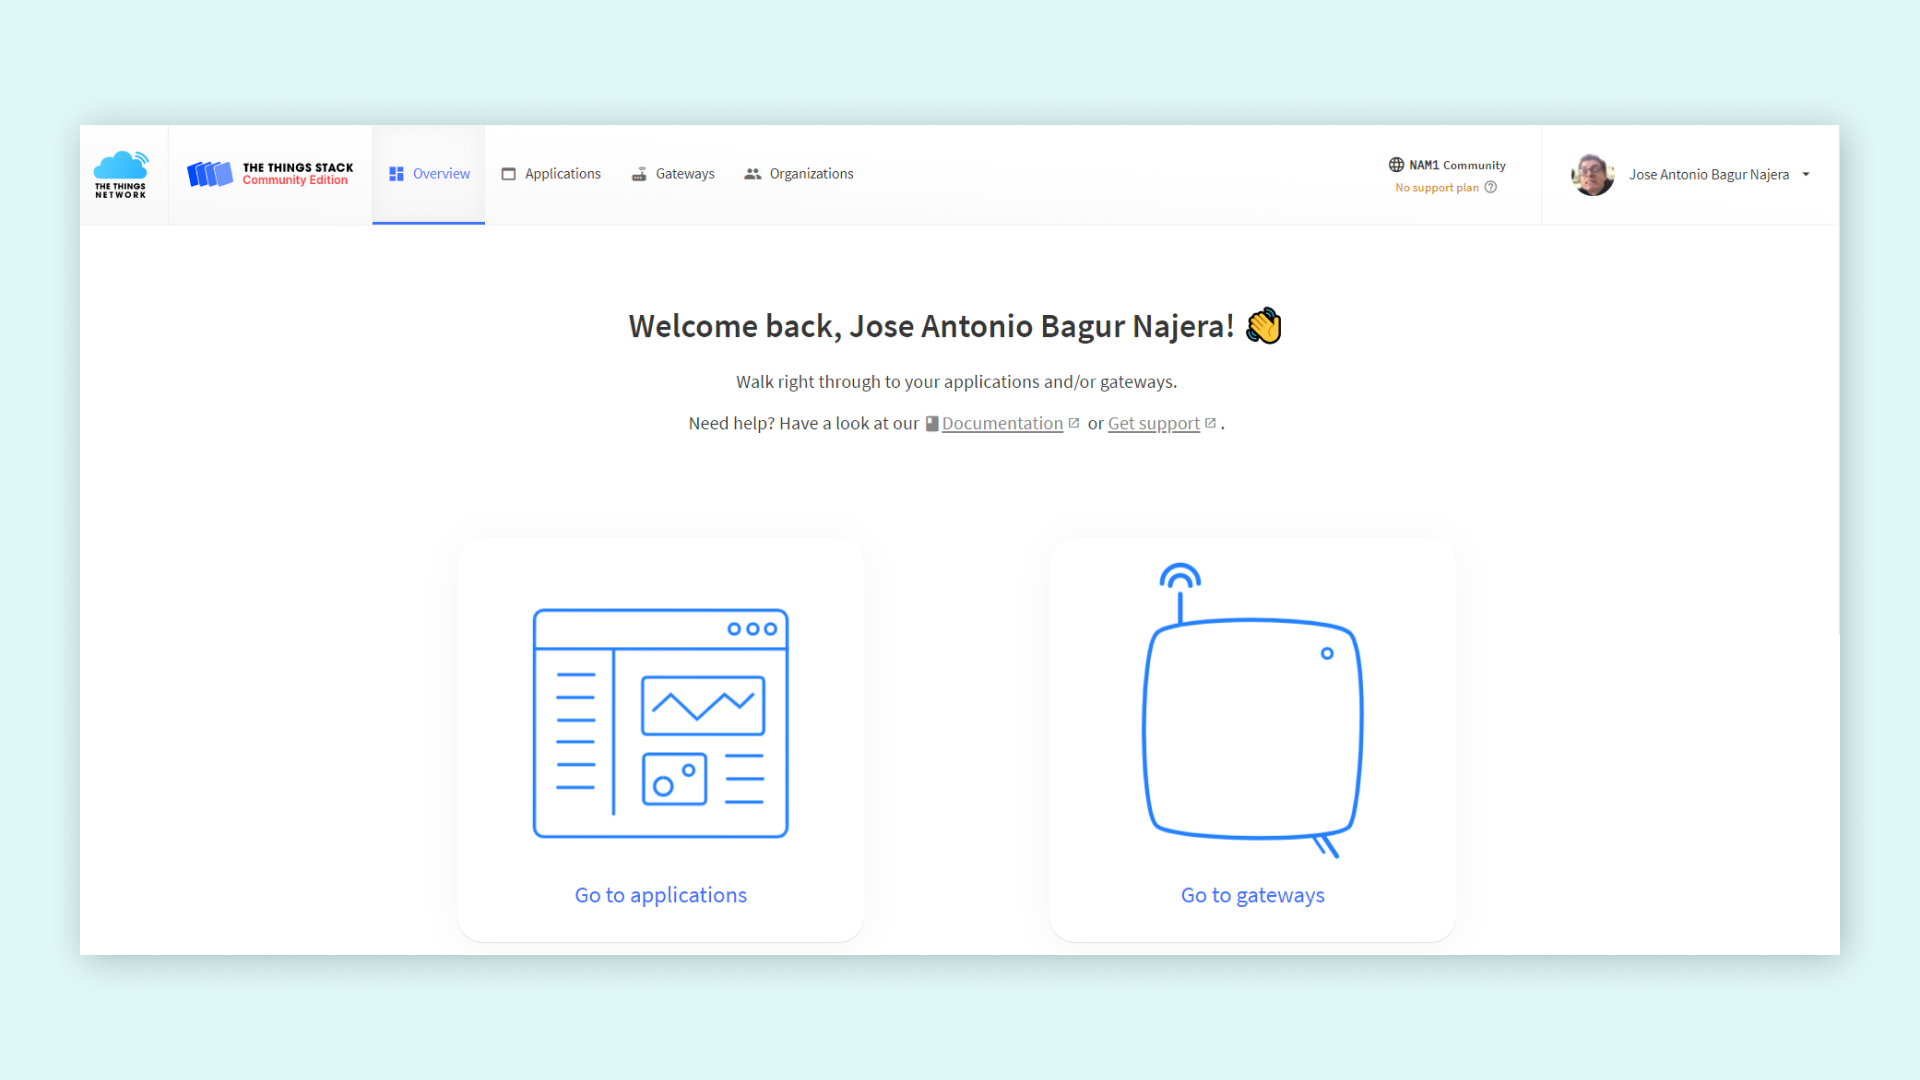 THE THINGS
NETWORK
THE THINGS STACK
Community Edition
Overview
Applications
Gateways
Organizations
NAM1 Community
No support plan
Jose Antonio Bagur Najera
Welcome back, Jose Antonio Bagur Najera! 👋
Walk right through to your applications and/or gateways.
Need help? Have a look at our Documentation or Get support .
Go to applications
Go to gateways